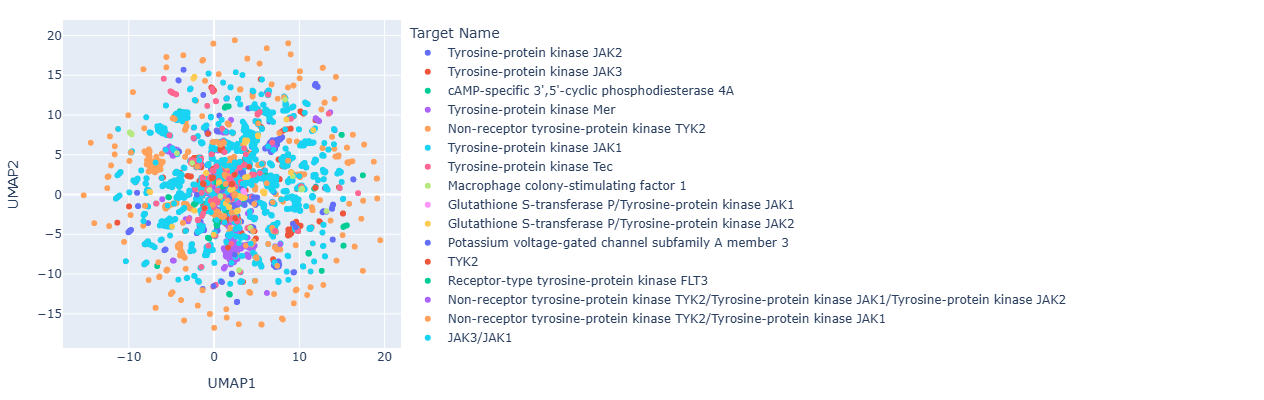 Target Name
Tyrosine-protein kinase JAK2
Tyrosine-protein kinase JAK3
cAMP-specific 3',5'-cyclic phosphodiesterase 4A
Tyrosine-protein kinase Mer
Non-receptor tyrosine-protein kinase TYK2
Tyrosine-protein kinase JAK1
Tyrosine-protein kinase Tec
Macrophage colony-stimulating factor 1
Glutathione S-transferase P/Tyrosine-protein kinase JAK1
Glutathione S-transferase P/Tyrosine-protein kinase JAK2
Potassium voltage-gated channel subfamily A member 3
TYK2
Receptor-type tyrosine-protein kinase FLT3
Non-receptor tyrosine-protein kinase TYK2/Tyrosine-protein kinase JAK1/Tyrosine-protein kinase JAK2
Non-receptor tyrosine-protein kinase TYK2/Tyrosine-protein kinase JAK1
JAK3/JAK1
20
15
10
5
0
−5
−10
−15
UMAP2
−10 0 10 20
UMAP1